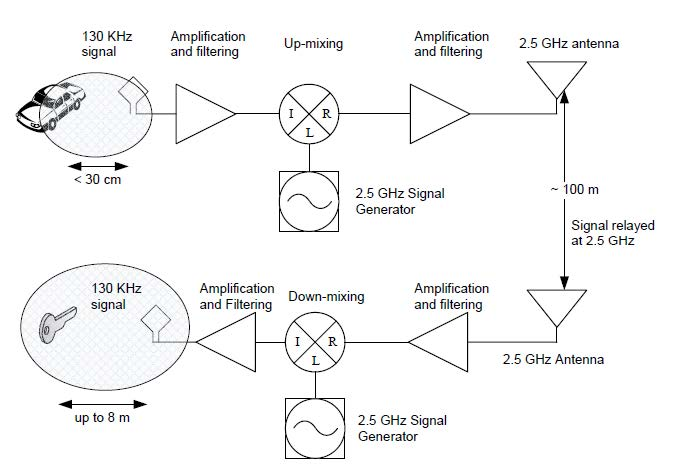 130 KHz
signal
Amplification
and filtering
Up-mixing
Amplification
and filtering
2.5 GHz antenna
I
R
L
< 30 cm
2.5 GHz Signal
Generator
~ 100 m
Signal relayed
at 2.5 GHz
130 KHz
signal
Amplification
and Filtering
Down-mixing
Amplification
and filtering
I
R
L
2.5 GHz Antenna
up to 8 m
2.5 GHz Signal
Generator